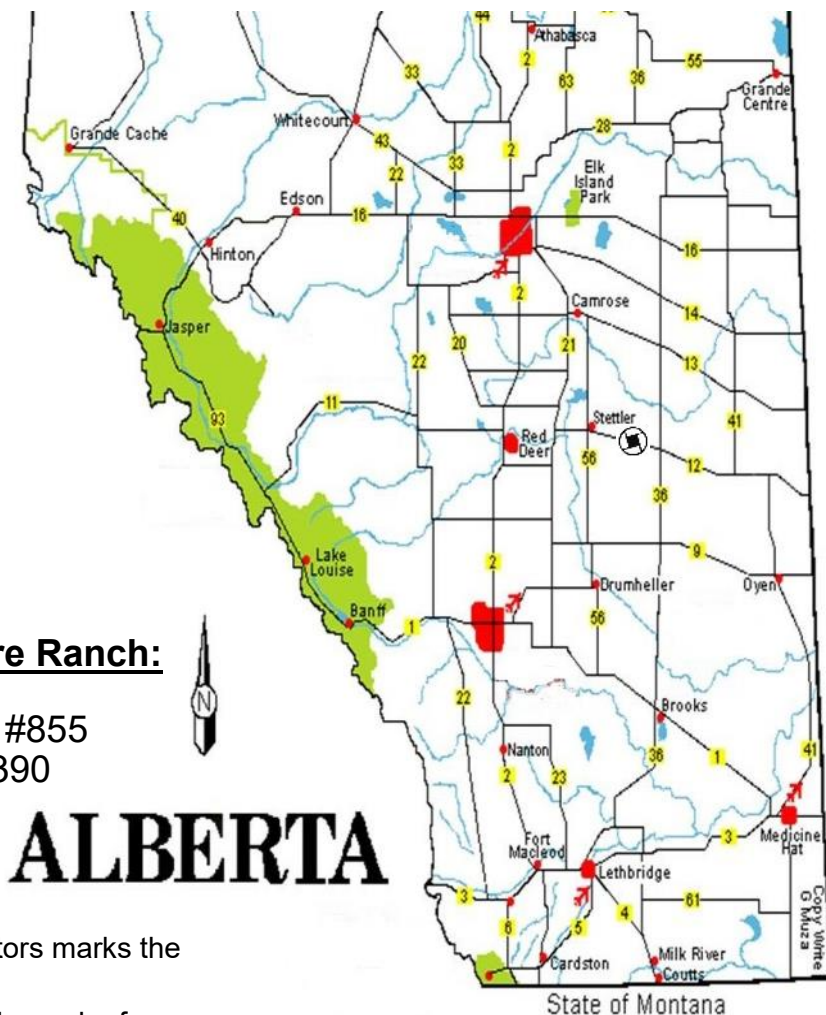 44
Athabasca
2
33
63
36
55
Grande
Centre
Whitecourt
28
Grande Cache
43
33
2
22
Elk
Island
Park
Edson
16
40
Hinton
16
2
Camrose
14
Jasper
20
21
22
13
11
93
Stettler
41
Red
Deer
56
12
36
2
9
Lake
Louise
Drumheller
Oyen
Banff
1
56
re Ranch:
N
22
#855
Brooks
390
Nanton
36
1
41
2
23
ALBERTA
Fort
Macleod
3
Medicine
Hat
Lethbridge
3
61
6
5
4
Copy White
G Muza
tors marks the
Cardston
Milk River
Coutts
State of Montana